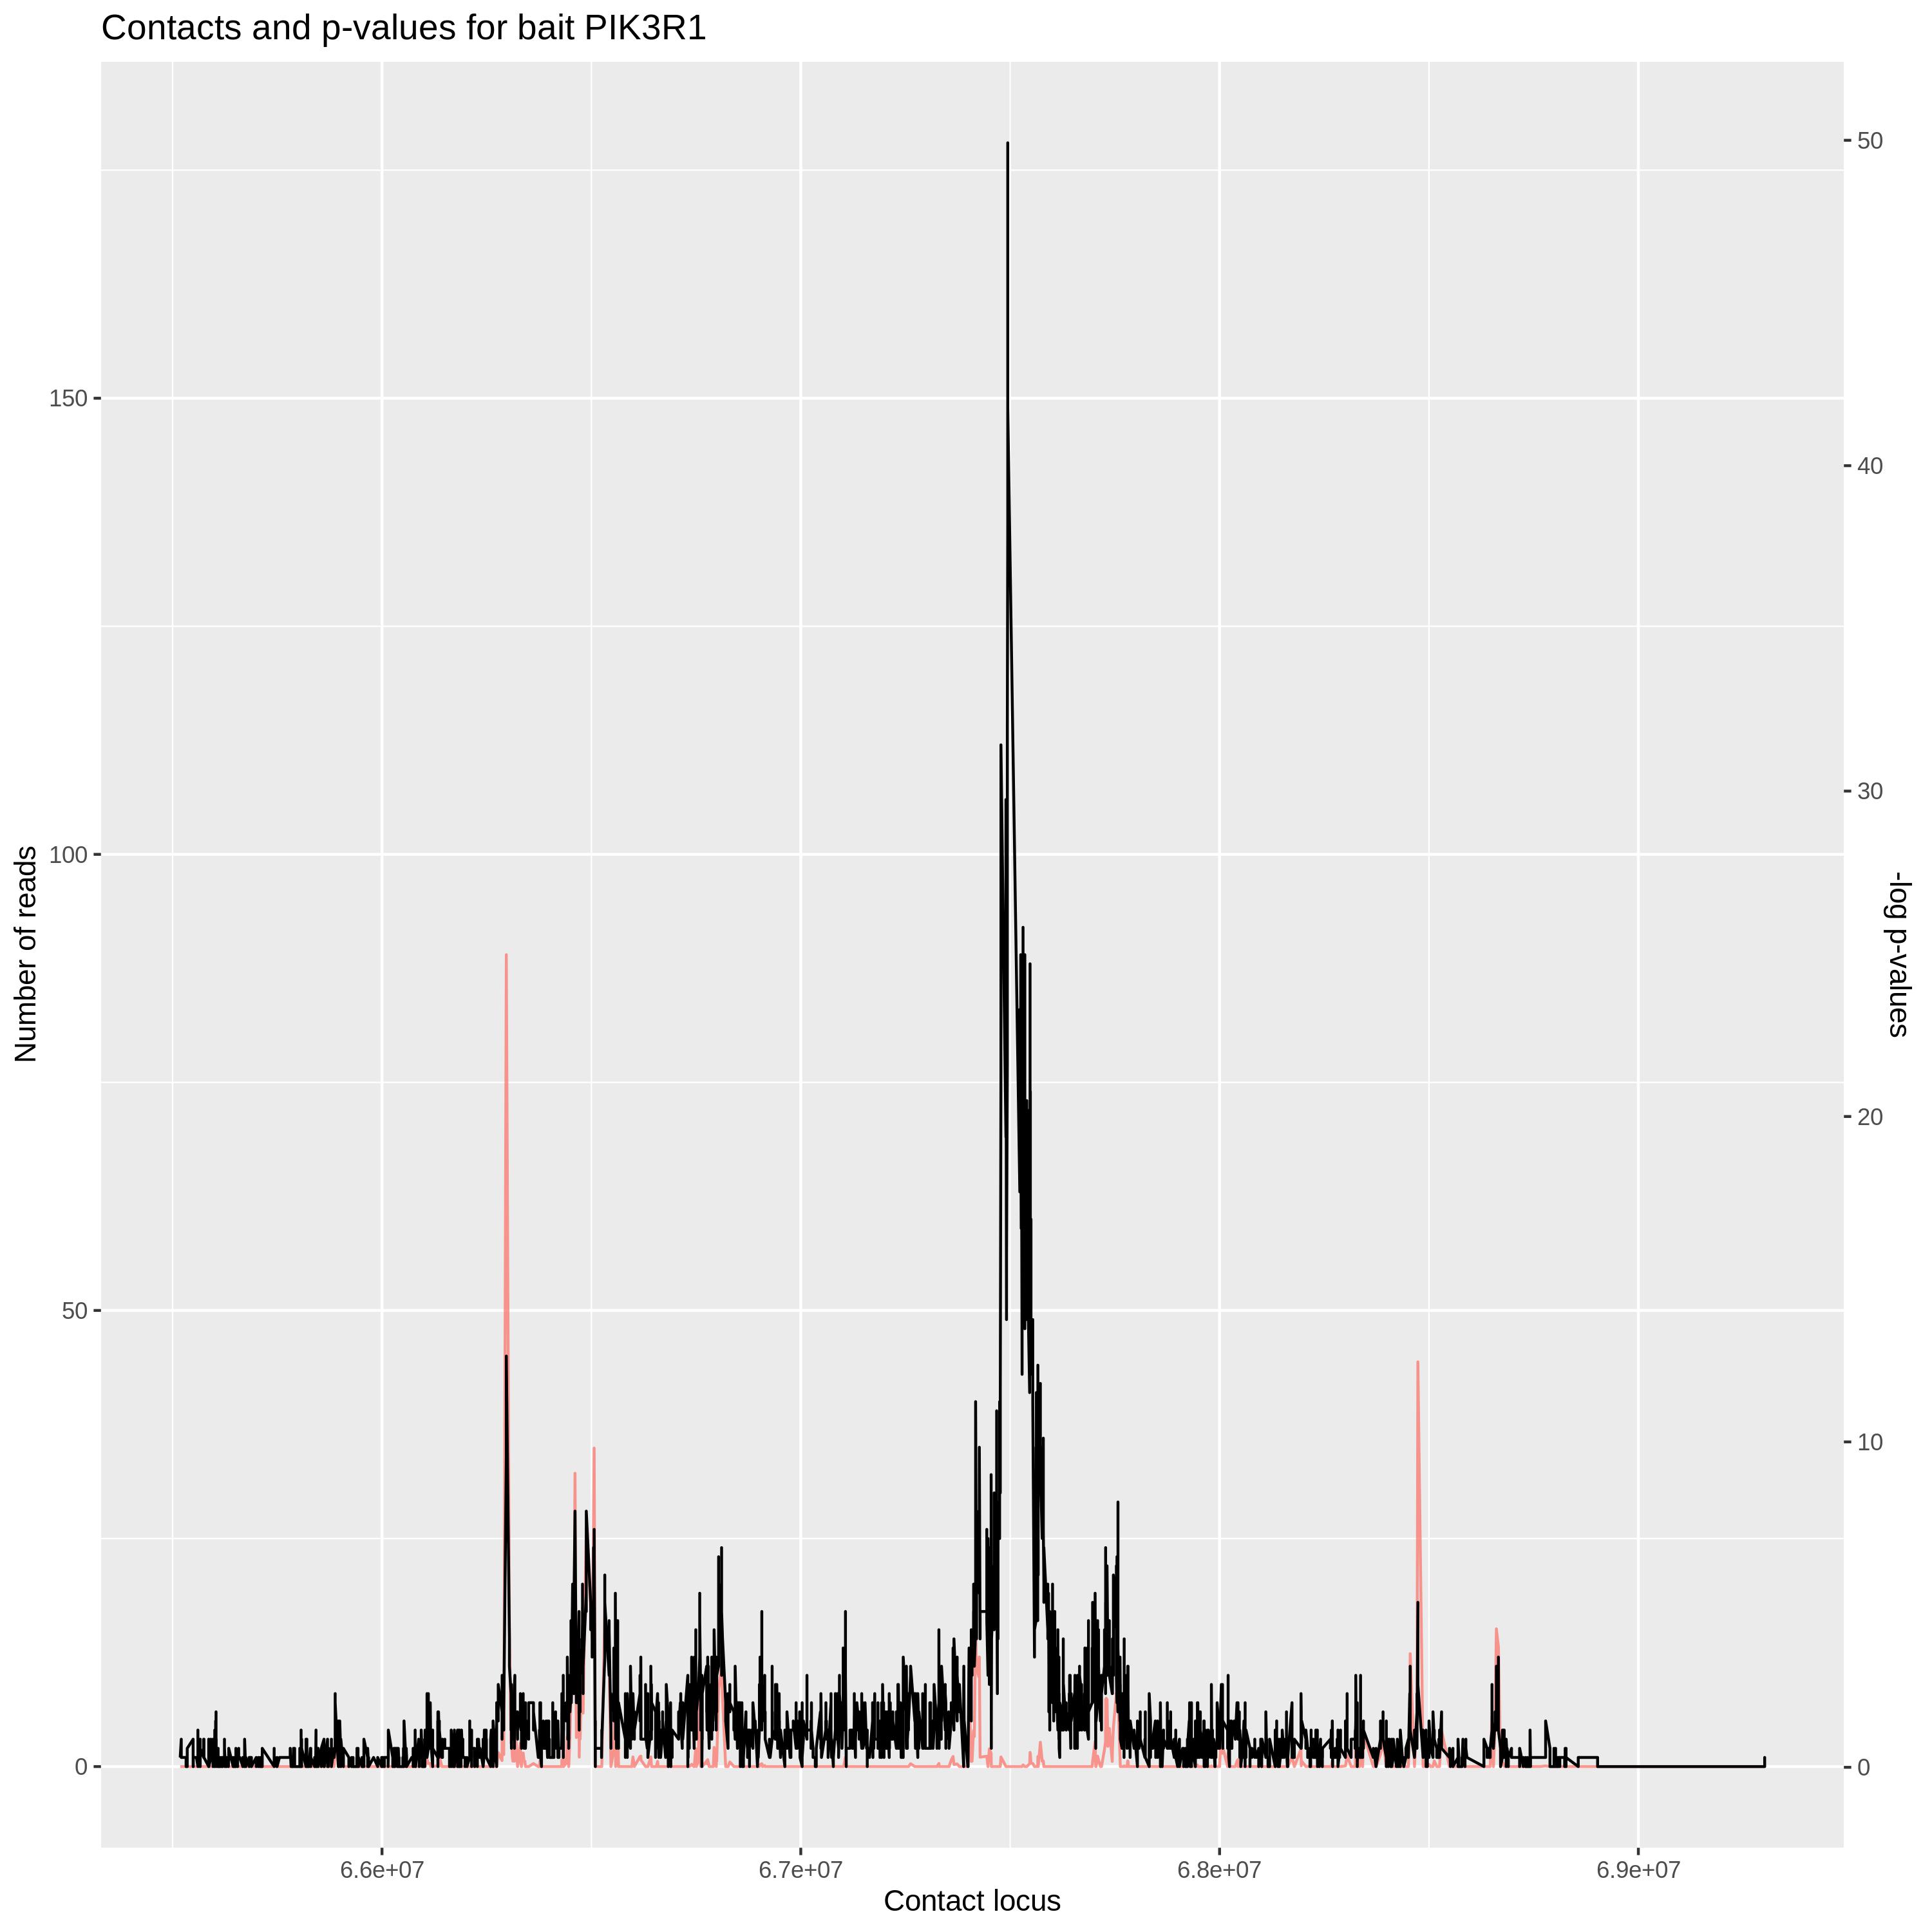 Contacts and p-values for bait PIK3R1
150
100
50
0
Number of reads
50
40
30
20
10
0
-log p-values
6.6e+07 6.7e+07 6.8e+07 6.9e+07
Contact locus